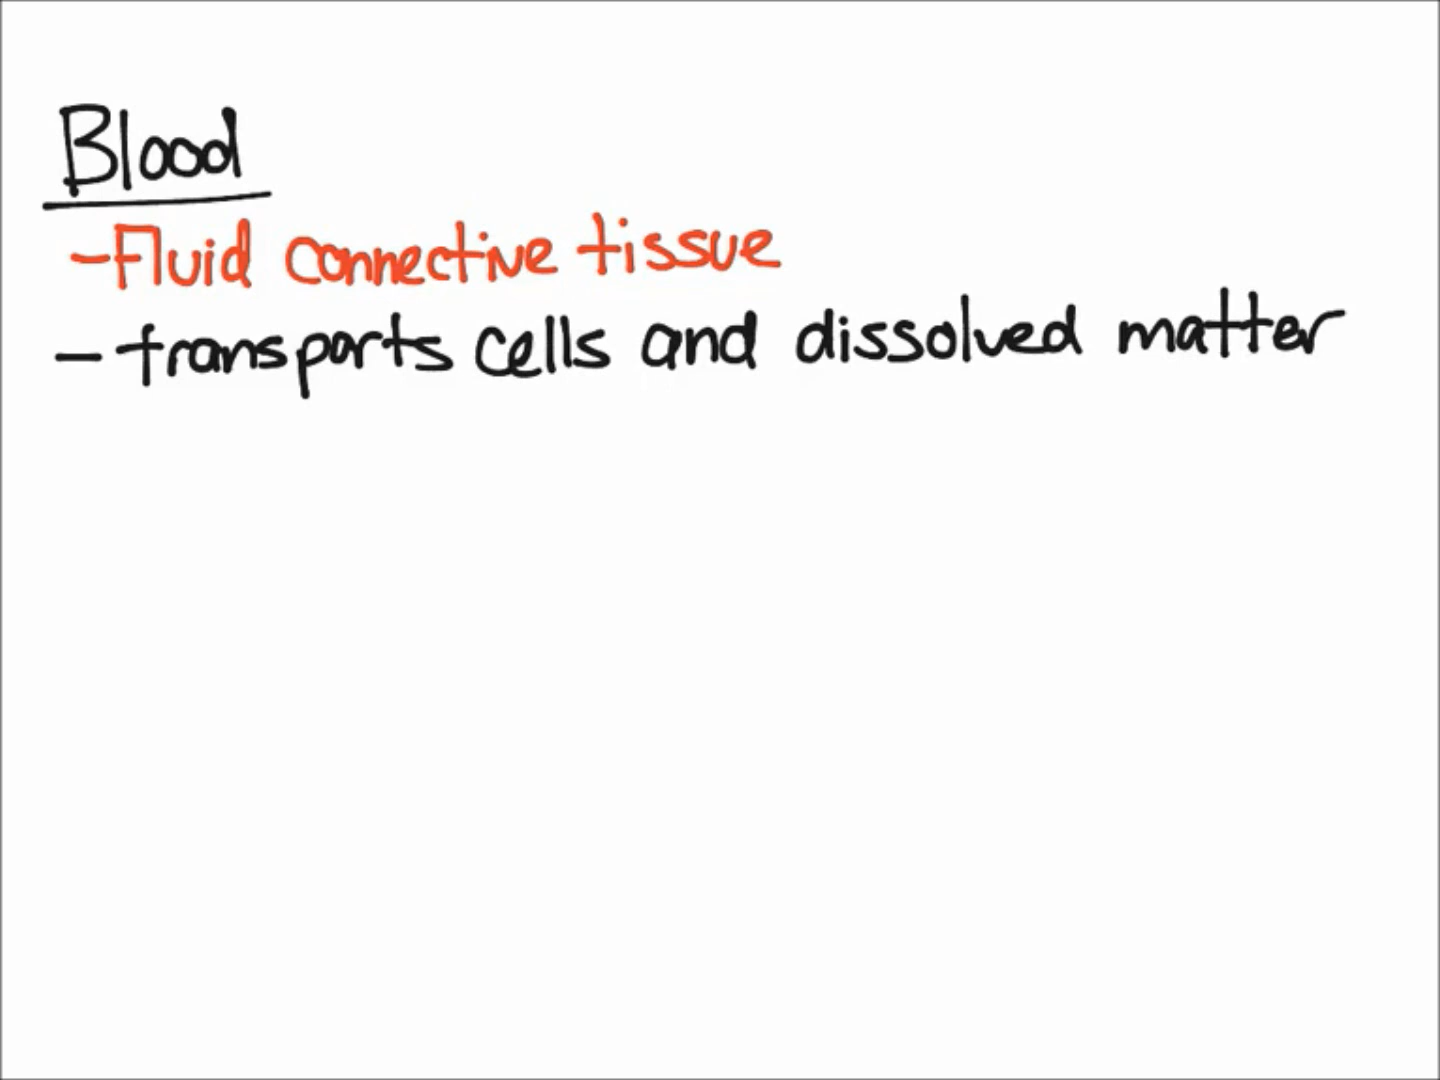 Blood
- Fluid connective tissue
- transports cells and dissolved matter